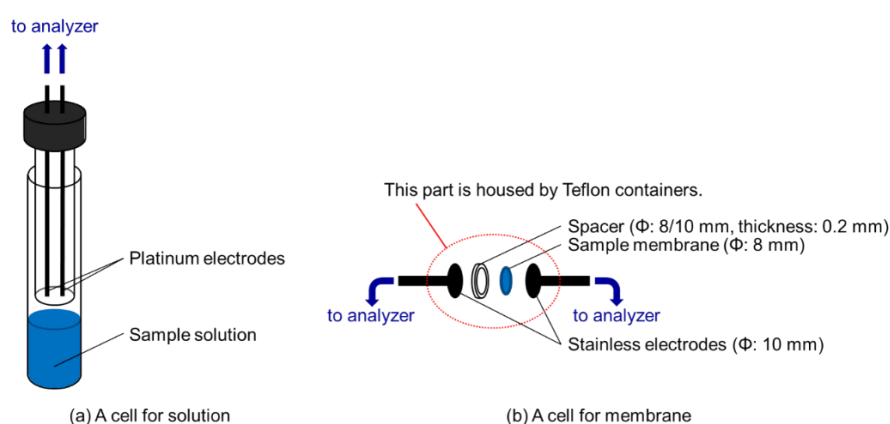 to analyzer
Platinum electrodes
Sample solution
(a) A cell for solution
This part is housed by Teflon containers.
Spacer (Φ: 8/10 mm, thickness: 0.2 mm)
Sample membrane (Φ: 8 mm)
to analyzer
to analyzer
Stainless electrodes (Φ: 10 mm)
(b) A cell for membrane